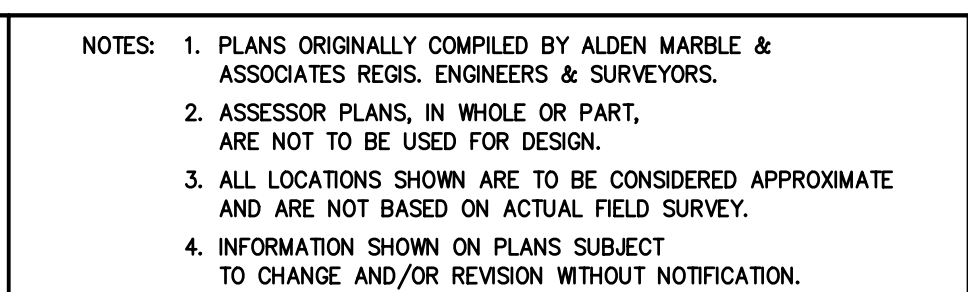 NOTES: 1. PLANS ORIGINALLY COMPILED BY ALDEN MARBLE &
ASSOCIATES REGIS. ENGINEERS & SURVEYORS.
2. ASSESSOR PLANS, IN WHOLE OR PART,
ARE NOT TO BE USED FOR DESIGN.
3. ALL LOCATIONS SHOWN ARE TO BE CONSIDERED APPROXIMATE
AND ARE NOT BASED ON ACTUAL FIELD SURVEY.
4. INFORMATION SHOWN ON PLANS SUBJECT
TO CHANGE AND/OR REVISION WITHOUT NOTIFICATION.